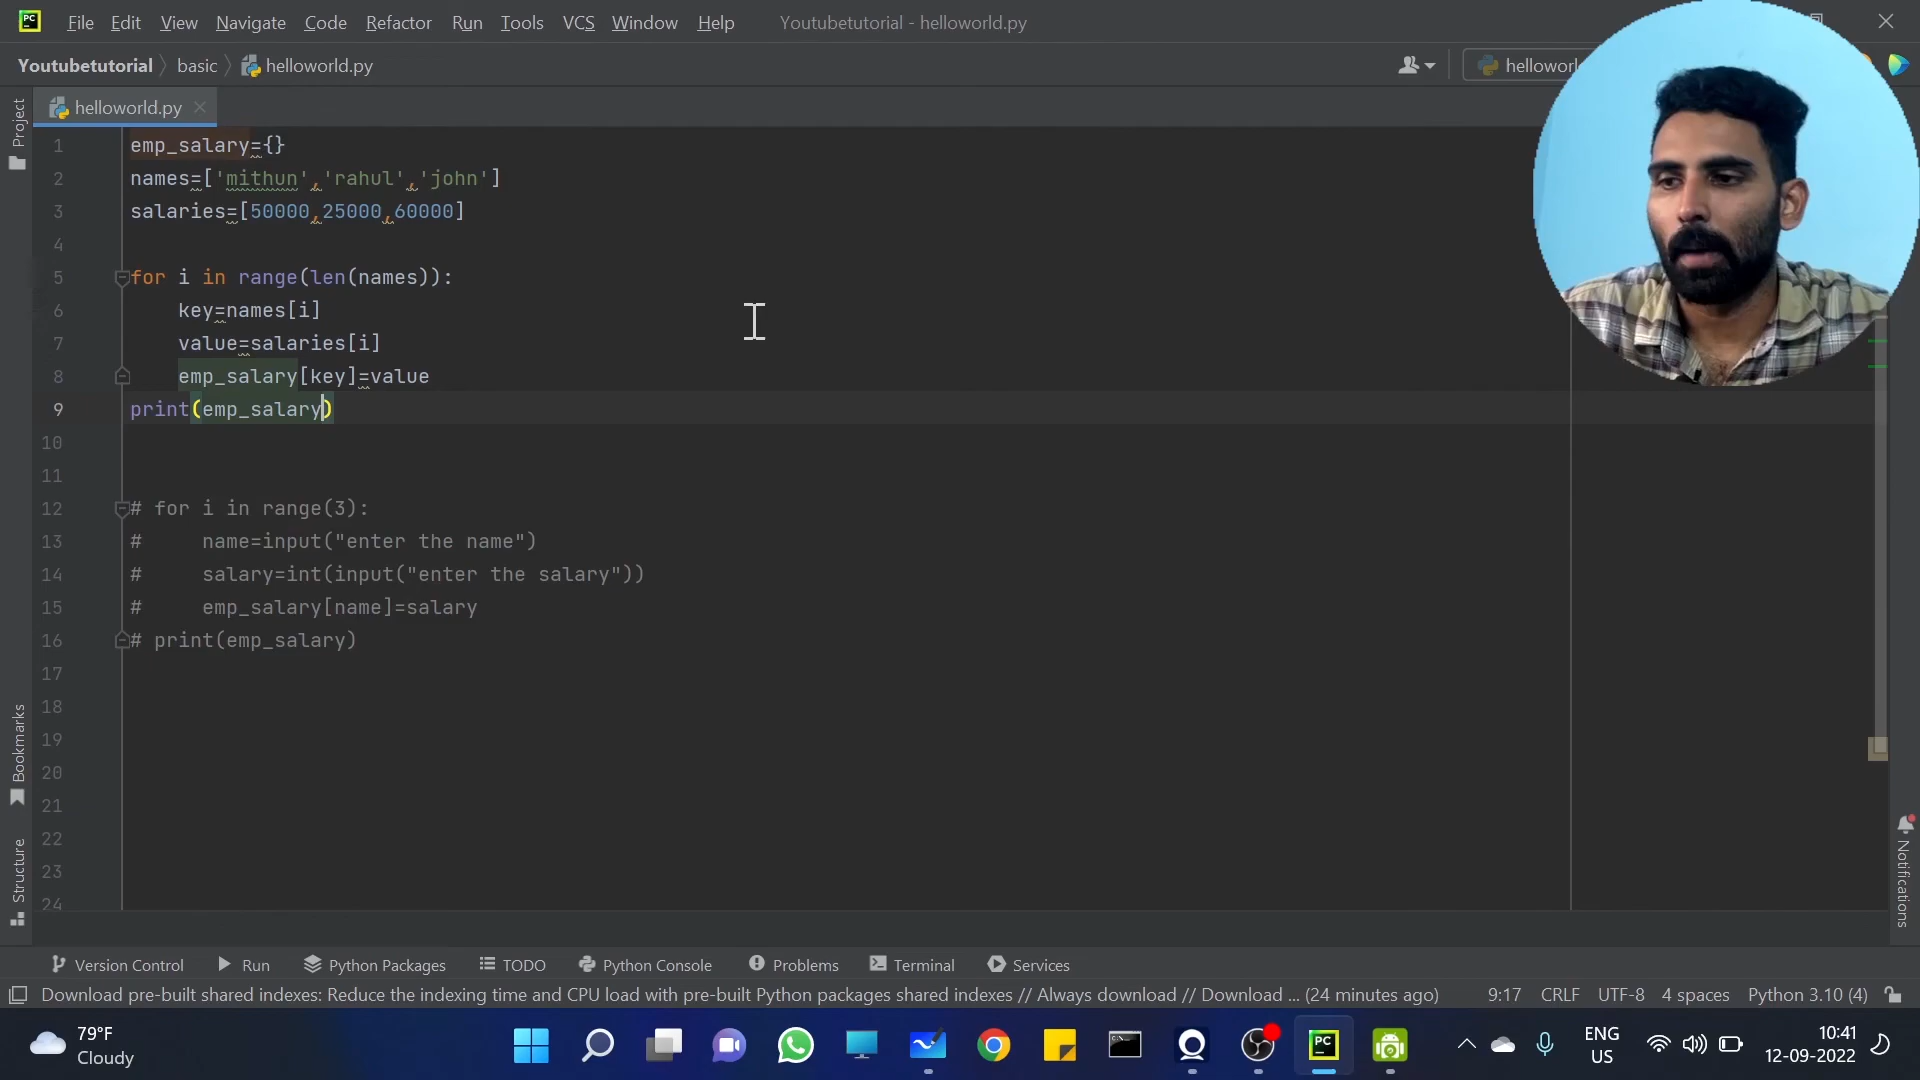 PC File Edit View Navigate Code Refactor Run Tools VCS Window Help Youtubetutorial - helloworld.py
Youtubetutorial basic helloworld.py
helloworl
helloworld.py
Project
1 emp_salary={}
2 names=['mithun','rahul','john']
3 salaries=[50000,25000,60000]
4
5 for i in range(len(names)):
6 key=names[i]
7 value=salaries[i]
8 emp_salary[key]=value
9 print(emp_salary)
10
11
12 # for i in range(3):
13 # name=input("enter the name")
14 # salary=int(input("enter the salary"))
15 # emp_salary[name]=salary
16 # print(emp_salary)
17
18
19
20
21
22
23
24
Bookmarks
Structure
Notifications
Version Control Run Python Packages TODO Python Console Problems Terminal Services
Download pre-built shared indexes: Reduce the indexing time and CPU load with pre-built Python packages shared indexes // Always download // Download ... (24 minutes ago) 9:17 CRLF UTF-8 4 spaces Python 3.10 (4)
79°F
Cloudy
PC
ENG
US
10:41
12-09-2022